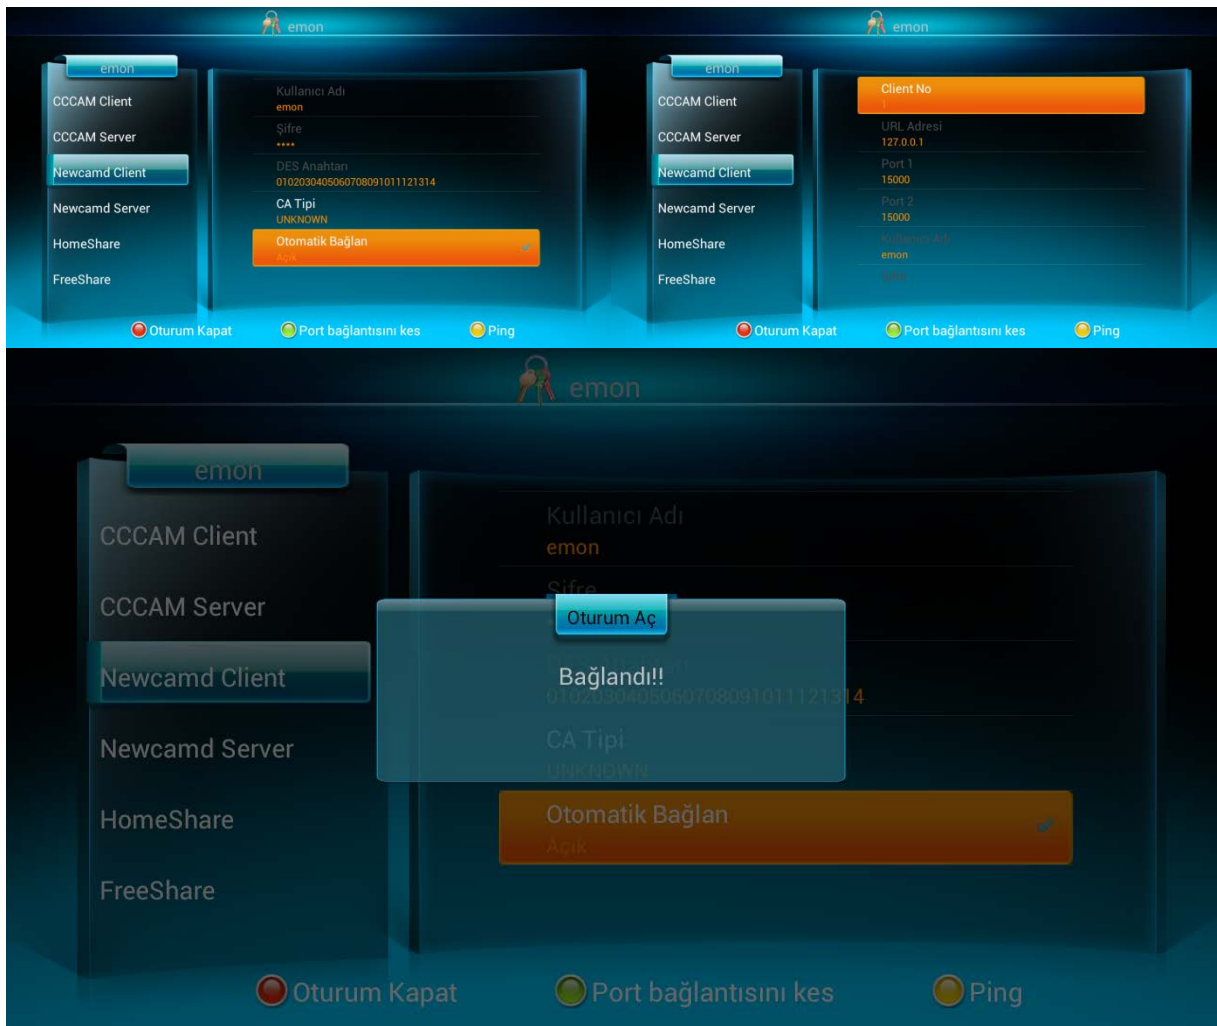 emon
emon
CCCAM Client
CCCAM Server
Newcamd Client
Newcamd Server
HomeShare
FreeShare
Kullanıcı Adı
emon
Şifre
****
DES Anahtarı
0102030405060708091011121314
CA Tipi
UNKNOWN
Otomatik Bağlan
Açık
Oturum Kapat
Port bağlantısını kes
Ping
emon
emon
CCCAM Client
CCCAM Server
Newcamd Client
Newcamd Server
HomeShare
FreeShare
Client No
1
URL Adresi
127.0.0.1
Port 1
15000
Port 2
15000
Kullanıcı Adı
emon
Şifre
Oturum Kapat
Port bağlantısını kes
Ping
emon
emon
CCCAM Client
CCCAM Server
Newcamd Client
Newcamd Server
HomeShare
FreeShare
Kullanıcı Adı
emon
Şifre
Oturum Aç
Bağlandı!!
0102030405060708091011121314
CA Tipi
UNKNOWN
Otomatik Bağlan
Açık
Oturum Kapat
Port bağlantısını kes
Ping